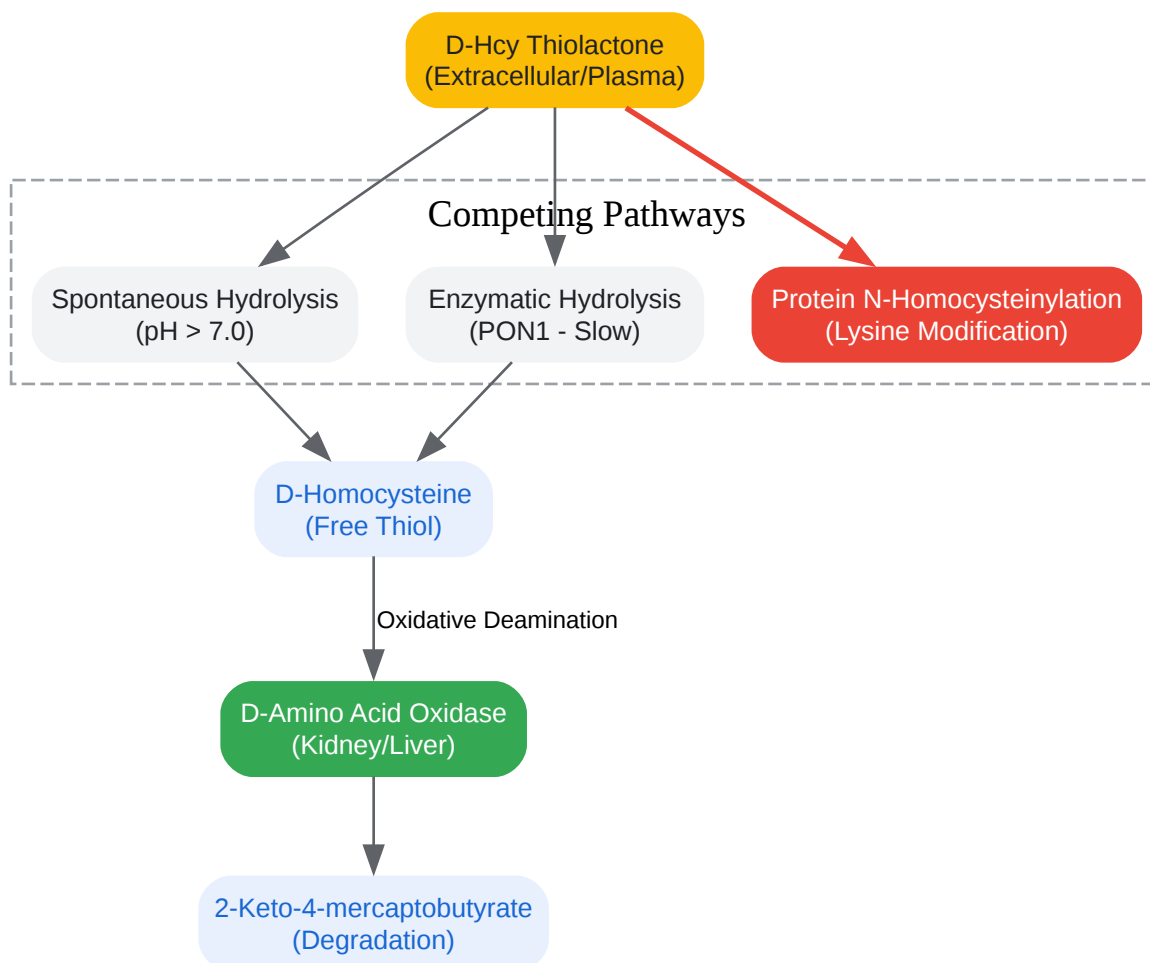 D-Hcy Thiolactone
(Extracellular/Plasma)
Competing Pathways
Spontaneous Hydrolysis
(pH > 7.0)
Enzymatic Hydrolysis
(PON1 - Slow)
Protein N-Homocysteinylation
(Lysine Modification)
D-Homocysteine
(Free Thiol)
Oxidative Deamination
D-Amino Acid Oxidase
(Kidney/Liver)
2-Keto-4-mercaptobutyrate
(Degradation)